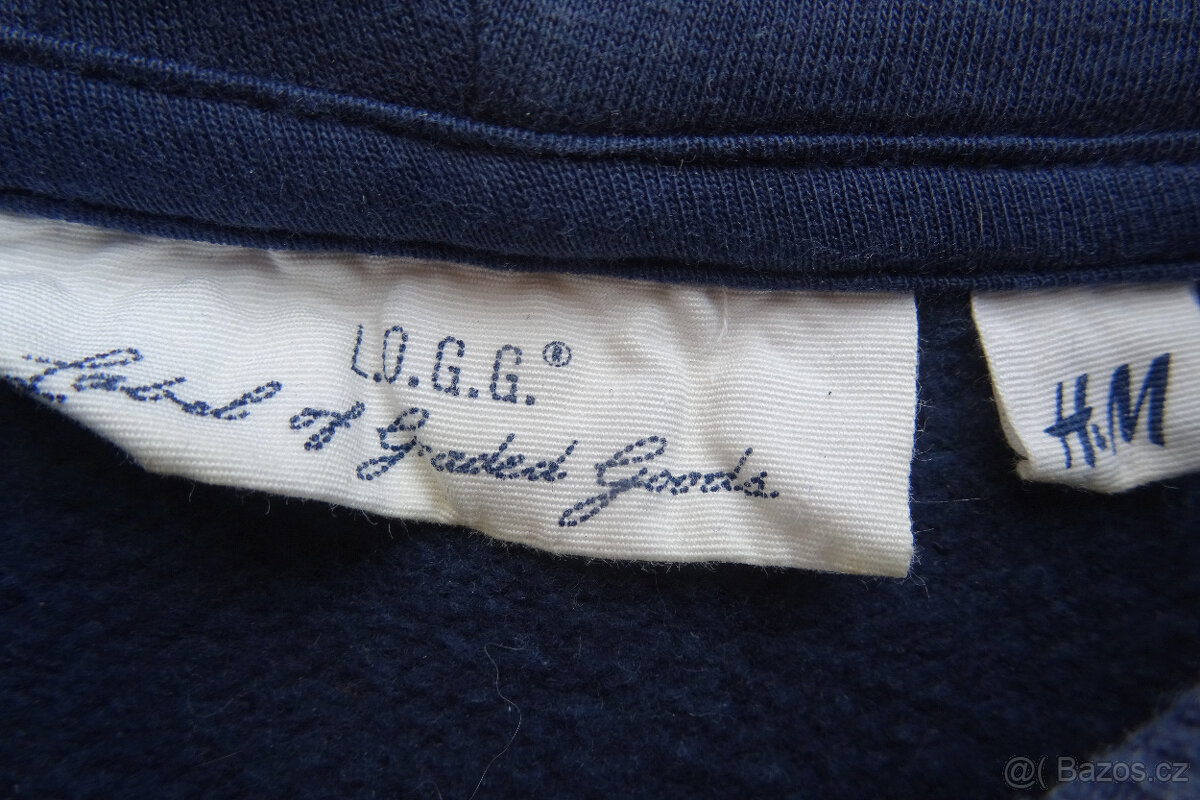 L.O.G.G.®
Label of Graded Goods.
H&M
@( Bazos.cz